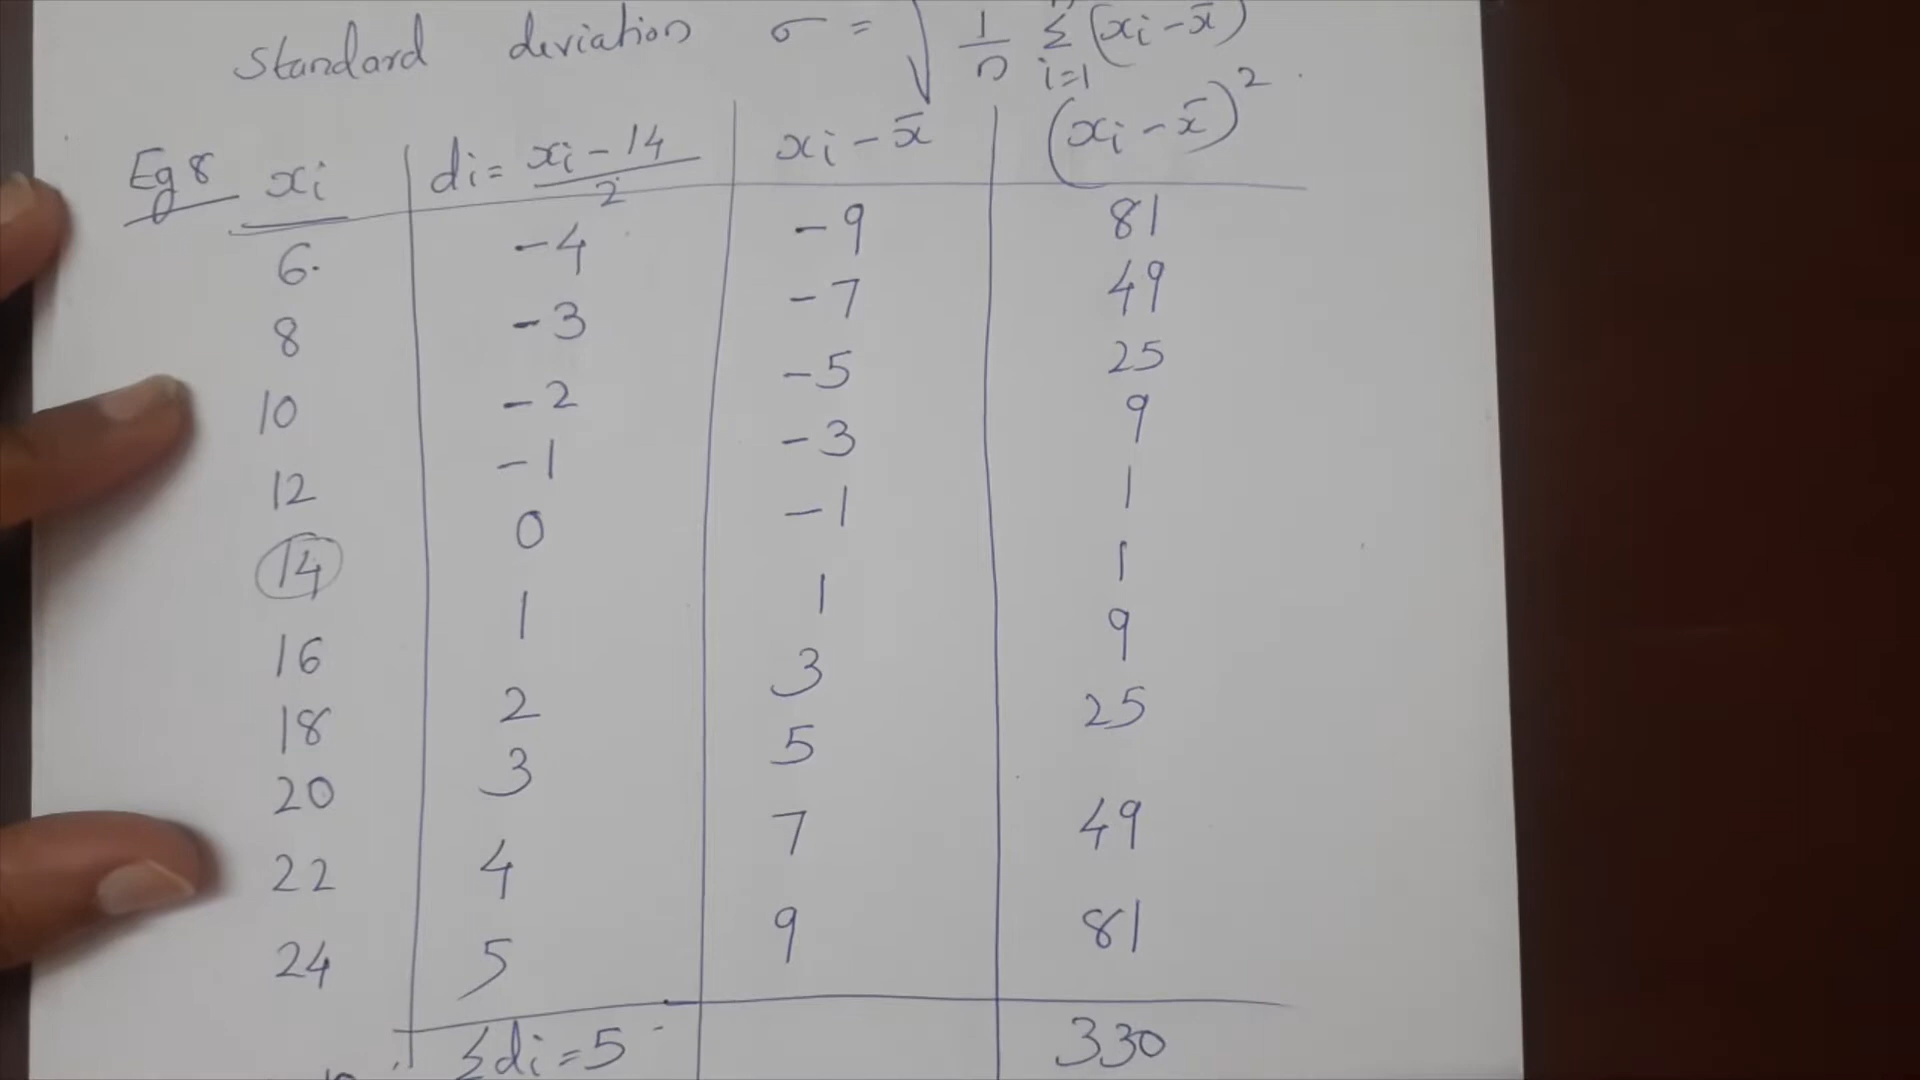 Standard deviation σ = √ 1/n Σ i=1 (xi - x̄)
Eg 8 xi | di = xi - 14 / 2 | xi - x̄ | (xi - x̄)²
6 -4 -9 81
8 -3 -7 49
10 -2 -5 25
12 -1 -3 9
14 0 -1 1
16 1 1 1
18 2 3 9
20 3 5 25
22 4 7 49
24 5 9 81
Σdi = 5 330